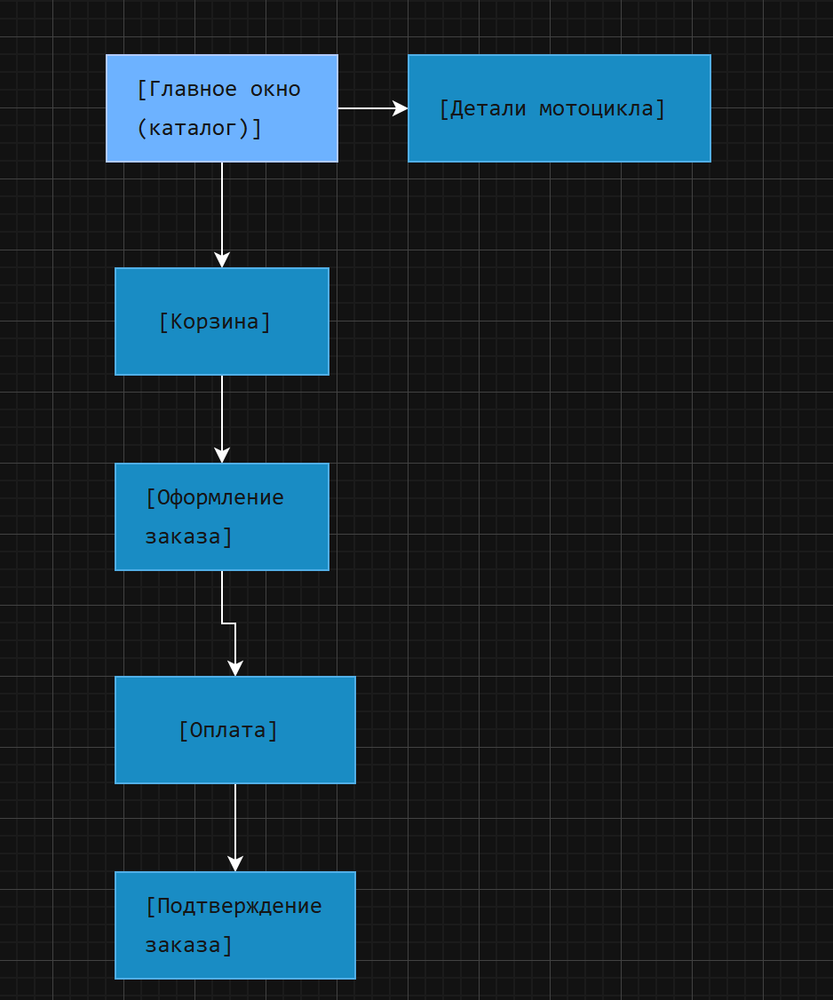 [Главное окно
(каталог)]
[Детали мотоцикла]
[Корзина]
[Оформление
заказа]
[Оплата]
[Подтверждение
заказа]